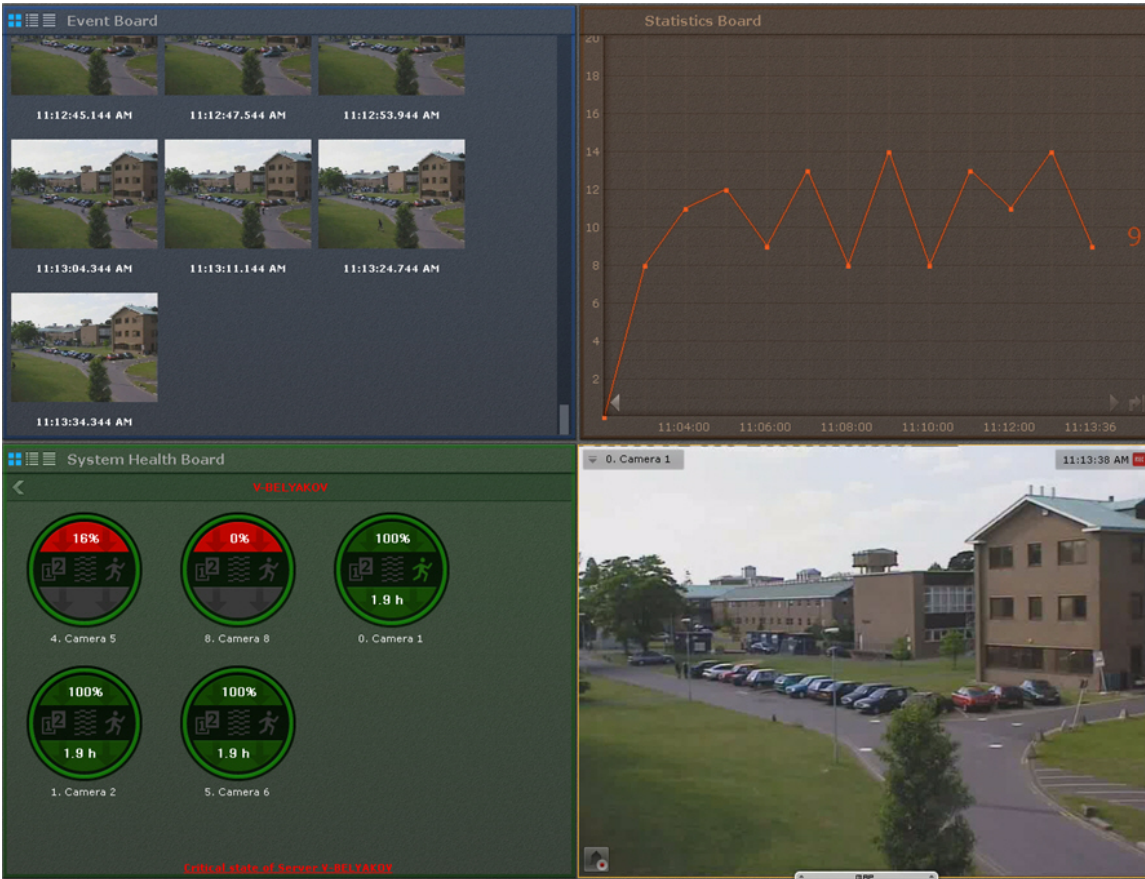 Event Board
11:12:45.144 AM 11:12:47.544 AM 11:12:53.944 AM
11:13:04.344 AM 11:13:11.144 AM 11:13:24.744 AM
11:13:34.344 AM
Statistics Board
20
18
16
14
12
10
8
6
4
2
9
11:04:00 11:06:00 11:08:00 11:10:00 11:12:00 11:13:36
System Health Board
V-BELYAKOV
16% 0% 100%
12 12 12
1.9 h
4. Camera 5 8. Camera 8 0. Camera 1
100% 100%
12 12
1.9 h 1.9 h
1. Camera 2 5. Camera 6
Critical state of Server V-BELYAKOV
0. Camera 1
11:13:38 AM